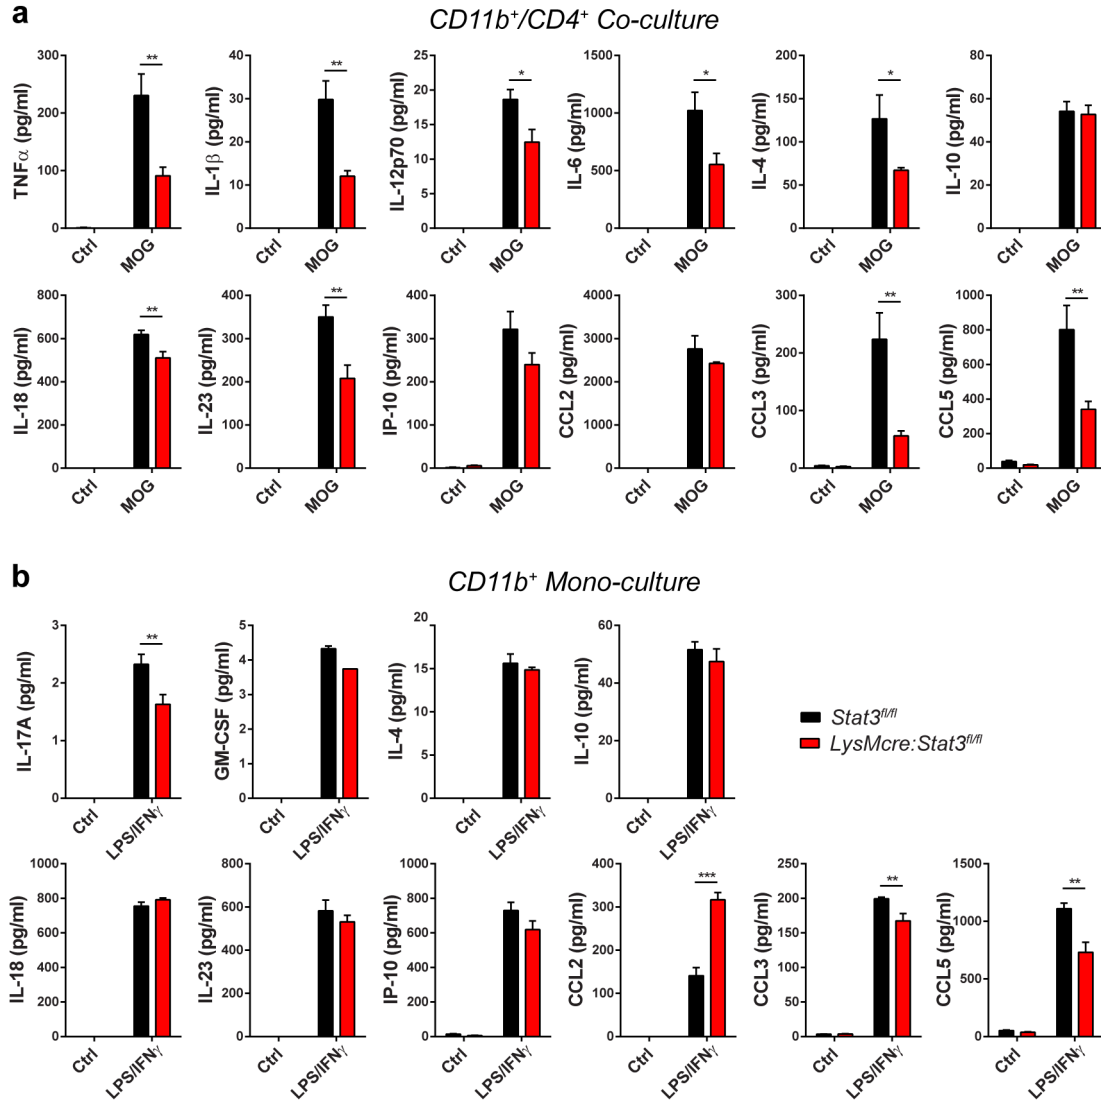 a
CD11b⁺/CD4⁺ Co-culture
TNFα (pg/ml)
300
200
100
0
Ctrl
MOG
**
IL-1β (pg/ml)
40
30
20
10
0
Ctrl
MOG
**
IL-12p70 (pg/ml)
25
20
15
10
5
0
Ctrl
MOG
*
IL-6 (pg/ml)
1500
1000
500
0
Ctrl
MOG
*
IL-4 (pg/ml)
200
150
100
50
0
Ctrl
MOG
*
IL-10 (pg/ml)
80
60
40
20
0
Ctrl
MOG
IL-18 (pg/ml)
800
600
400
200
0
Ctrl
MOG
**
IL-23 (pg/ml)
400
300
200
100
0
Ctrl
MOG
**
IP-10 (pg/ml)
400
300
200
100
0
Ctrl
MOG
CCL2 (pg/ml)
4000
3000
2000
1000
0
Ctrl
MOG
CCL3 (pg/ml)
300
200
100
0
Ctrl
MOG
**
CCL5 (pg/ml)
1000
800
600
400
200
0
Ctrl
MOG
**
b
CD11b⁺ Mono-culture
IL-17A (pg/ml)
3
2
1
0
Ctrl
LPS/IFNγ
**
GM-CSF (pg/ml)
5
4
3
2
1
0
Ctrl
LPS/IFNγ
IL-4 (pg/ml)
20
15
10
5
0
Ctrl
LPS/IFNγ
IL-10 (pg/ml)
60
40
20
0
Ctrl
LPS/IFNγ
Stat3fl/fl
LysMcre:Stat3fl/fl
IL-18 (pg/ml)
1000
800
600
400
200
0
Ctrl
LPS/IFNγ
IL-23 (pg/ml)
800
600
400
200
0
Ctrl
LPS/IFNγ
IP-10 (pg/ml)
1000
800
600
400
200
0
Ctrl
LPS/IFNγ
CCL2 (pg/ml)
400
300
200
100
0
Ctrl
LPS/IFNγ
***
CCL3 (pg/ml)
250
200
150
100
50
0
Ctrl
LPS/IFNγ
**
CCL5 (pg/ml)
1500
1000
500
0
Ctrl
LPS/IFNγ
**